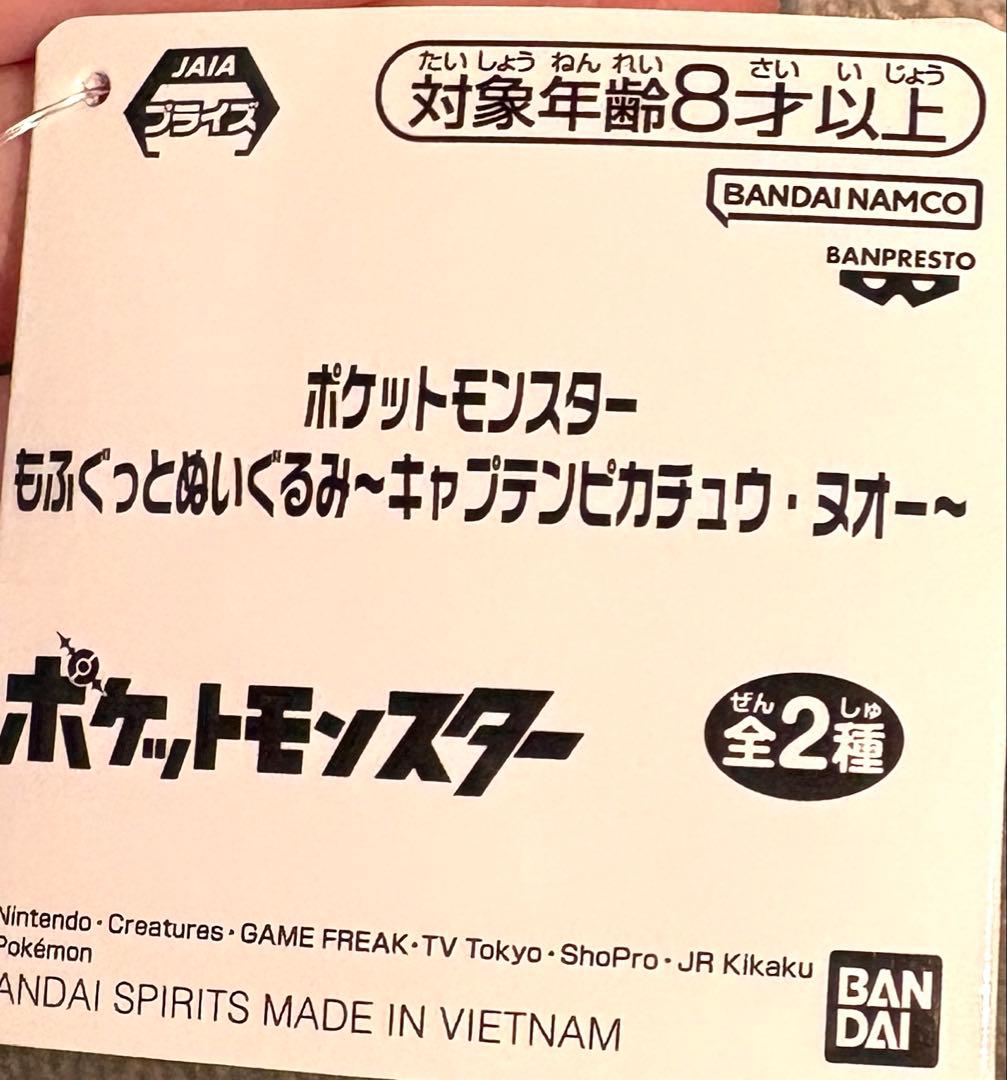 JAIA
プライズ
たいしょう ねんれい さい いじょう
対象年齢8才以上
BANDAI NAMCO
BANPRESTO
ポケットモンスター
もふぐっとぬいぐるみ~キャプテンピカチュウ・ヌオー~
ポケットモンスター
ぜん しゅ
全2種
Nintendo・Creatures・GAME FREAK・TV Tokyo・ShoPro・JR Kikaku
Pokémon
ANDAI SPIRITS MADE IN VIETNAM
BAN
DAI